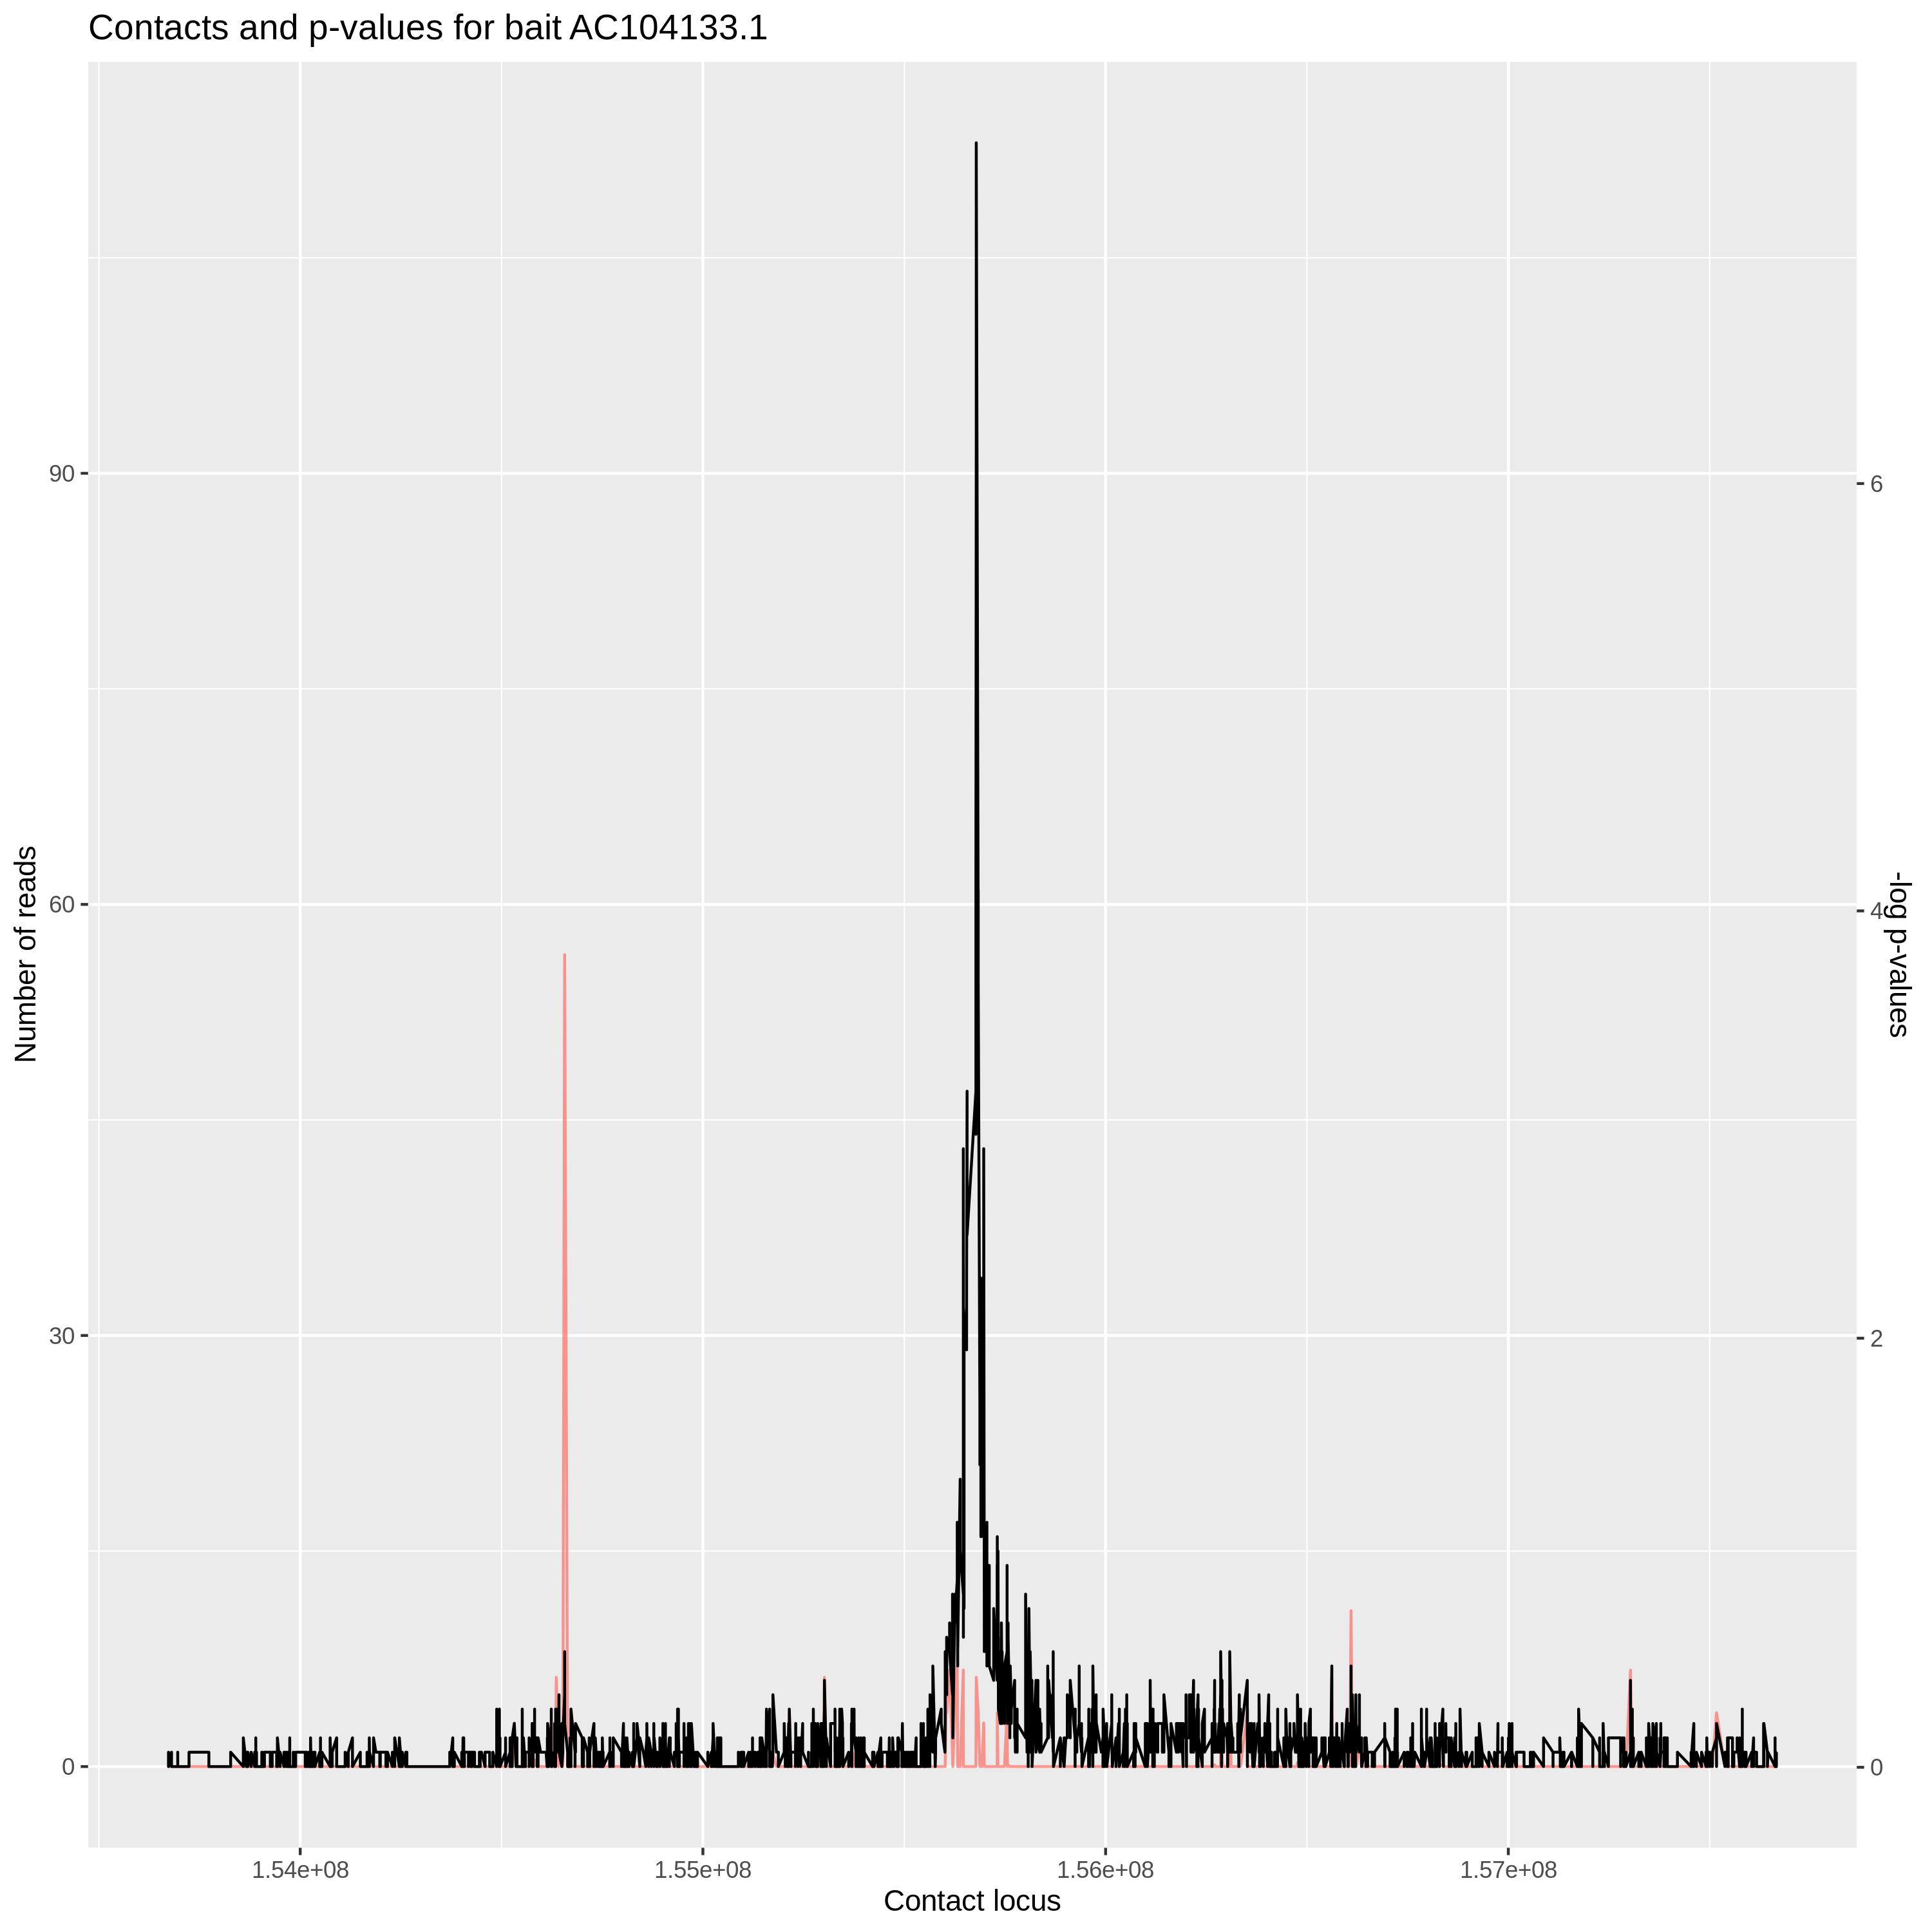 Contacts and p-values for bait AC104133.1
90
60
30
0
Number of reads
6
4
2
0
-log p-values
1.54e+08 1.55e+08 1.56e+08 1.57e+08
Contact locus